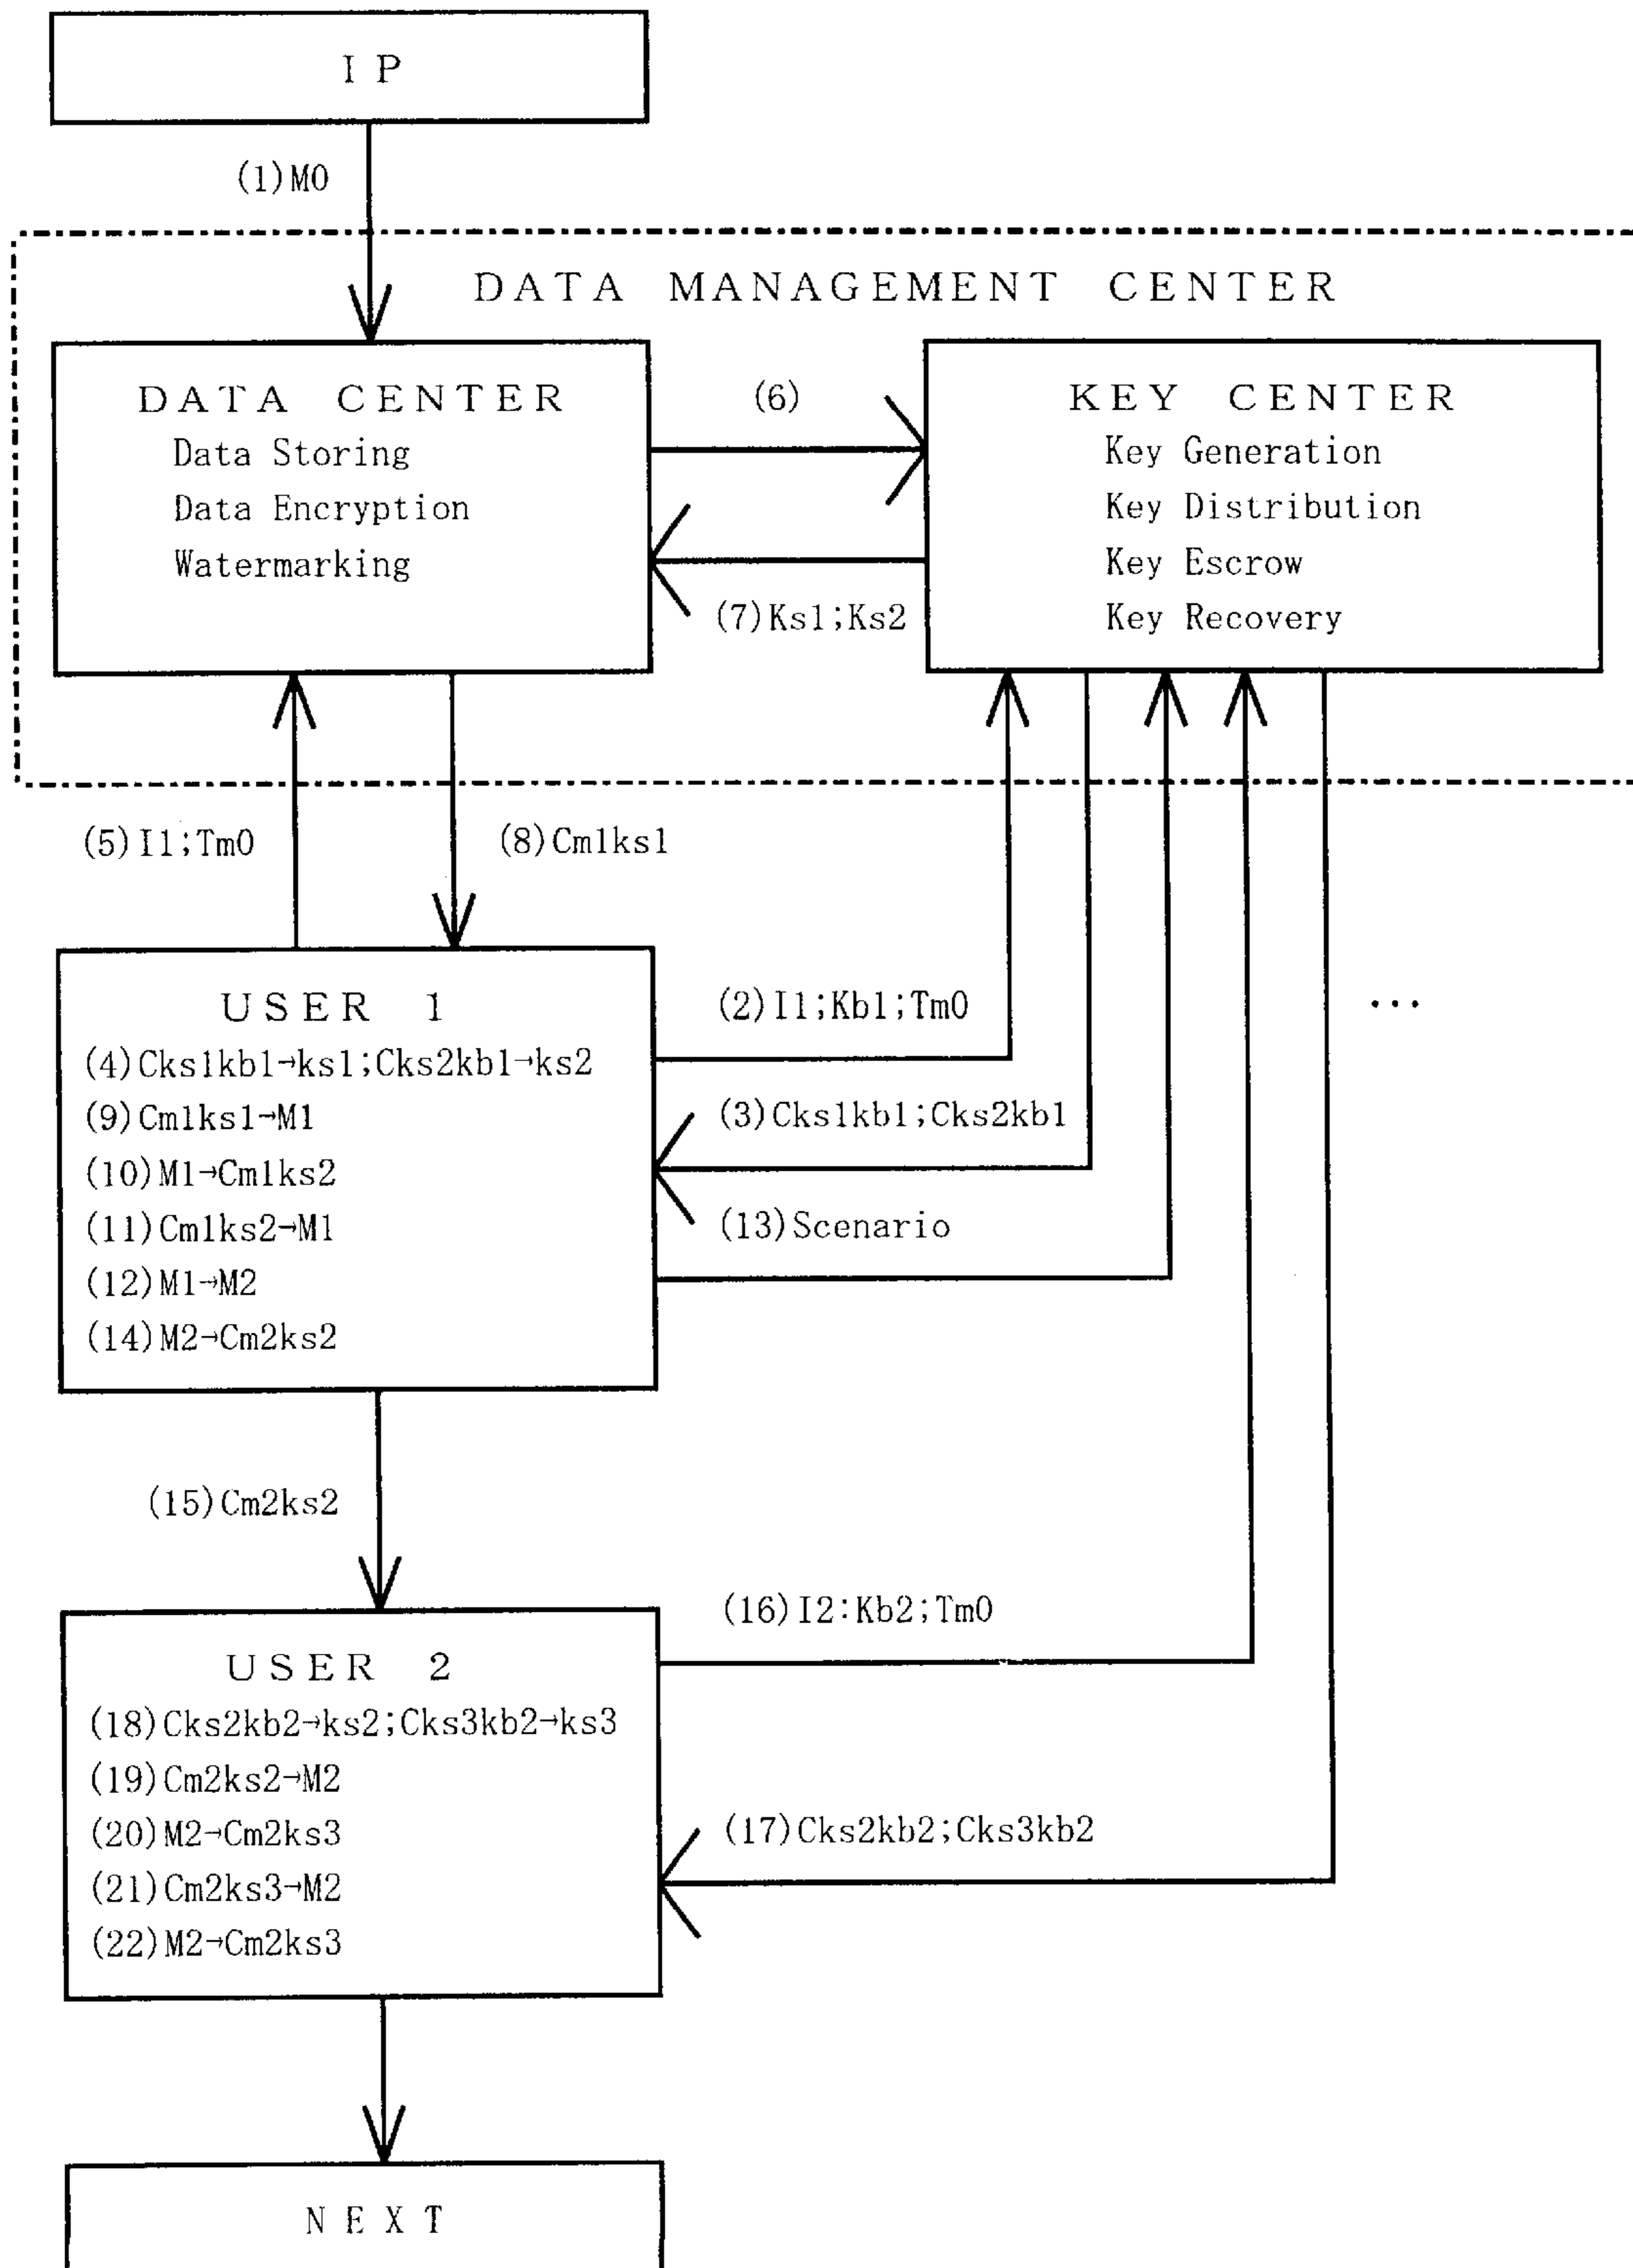 IP
(1)M0
DATA MANAGEMENT CENTER
DATA CENTER
Data Storing
Data Encryption
Watermarking
(6)
(7)Ks1;Ks2
KEY CENTER
Key Generation
Key Distribution
Key Escrow
Key Recovery
(5)I1;Tm0
(8)Cm1ks1
USER 1
(4)Cks1kb1→ks1;Cks2kb1→ks2
(9)Cm1ks1→M1
(10)M1→Cm1ks2
(11)Cm1ks2→M1
(12)M1→M2
(14)M2→Cm2ks2
(2)I1;Kb1;Tm0
(3)Cks1kb1;Cks2kb1
(13)Scenario
...
(15)Cm2ks2
USER 2
(18)Cks2kb2→ks2;Cks3kb2→ks3
(19)Cm2ks2→M2
(20)M2→Cm2ks3
(21)Cm2ks3→M2
(22)M2→Cm2ks3
(16)I2:Kb2;Tm0
(17)Cks2kb2;Cks3kb2
NEXT